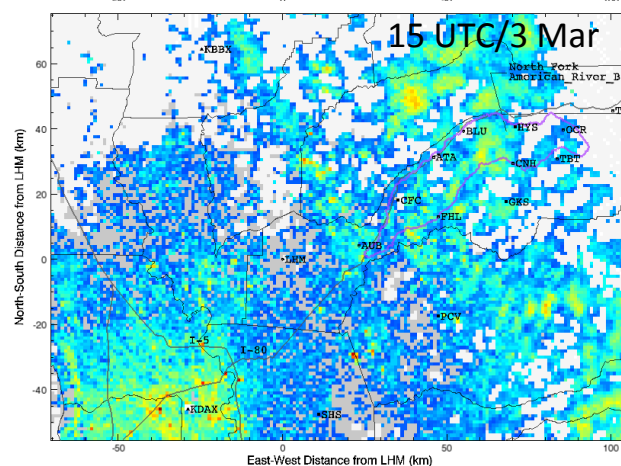 15 UTC/3 Mar
60
40
20
0
-20
-40
North-South Distance from LHM (km)
KBBX
North Fork
American_River_B
BLU
HYS
OCR
ATA
TBT
CNH
CFC
GKS
FHL
AUB
LHM
PCV
I-5
I-80
KDAX
SHS
-50
0
50
100
East-West Distance from LHM (km)